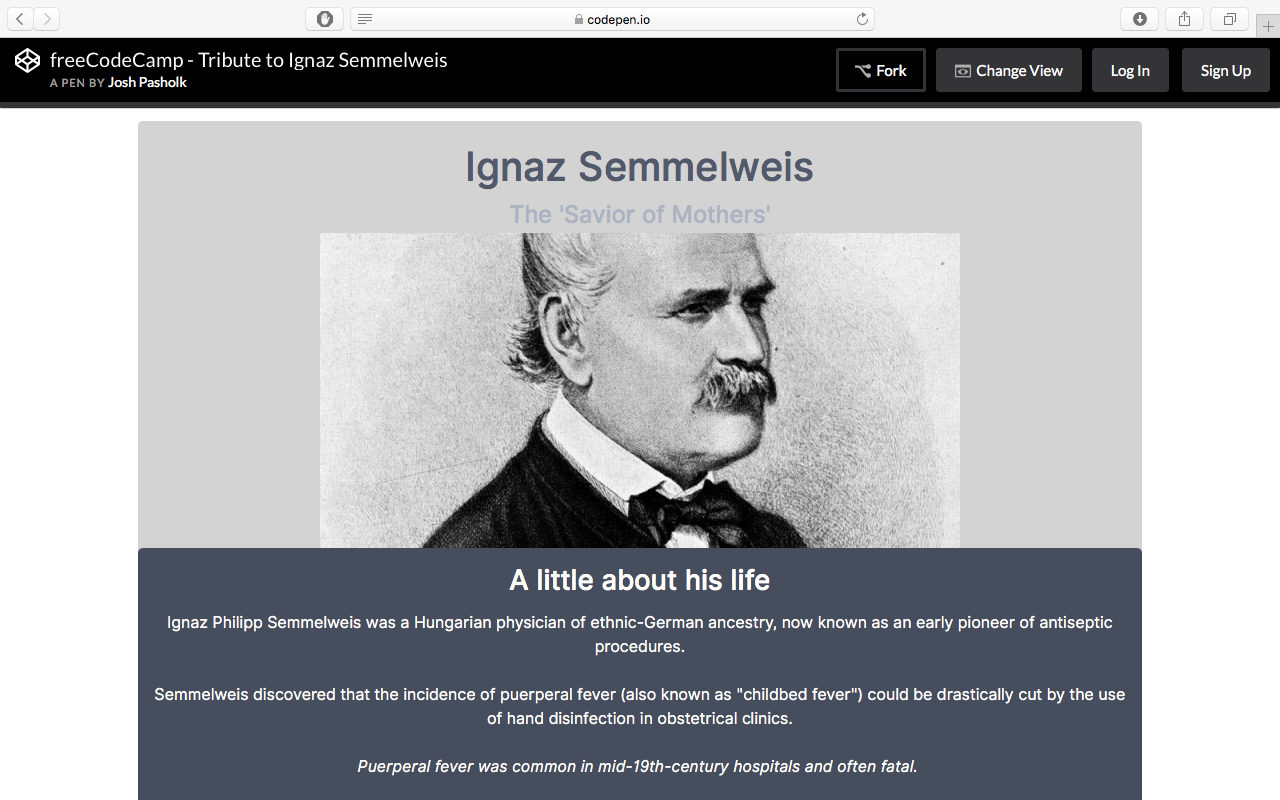 codepen.io
freeCodeCamp - Tribute to Ignaz Semmelweis
A PEN BY Josh Pasholk
Fork
Change View
Log In
Sign Up
Ignaz Semmelweis
The 'Savior of Mothers'
A little about his life
Ignaz Philipp Semmelweis was a Hungarian physician of ethnic-German ancestry, now known as an early pioneer of antiseptic
procedures.
Semmelweis discovered that the incidence of puerperal fever (also known as "childbed fever") could be drastically cut by the use
of hand disinfection in obstetrical clinics.
Puerperal fever was common in mid-19th-century hospitals and often fatal.